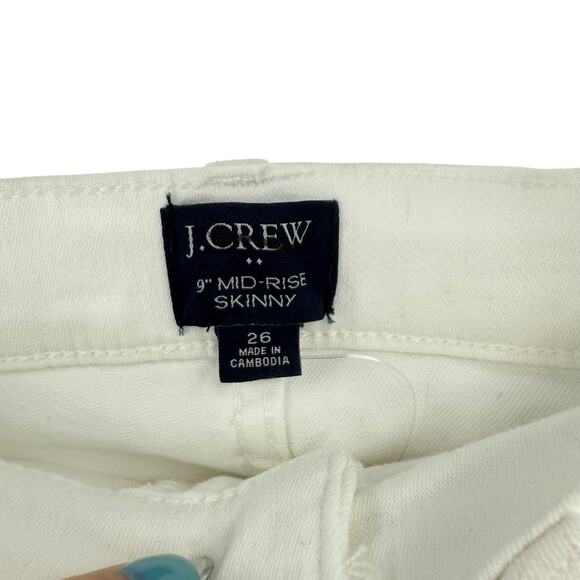 J.CREW
9" MID-RISE
SKINNY
26
MADE IN
CAMBODIA